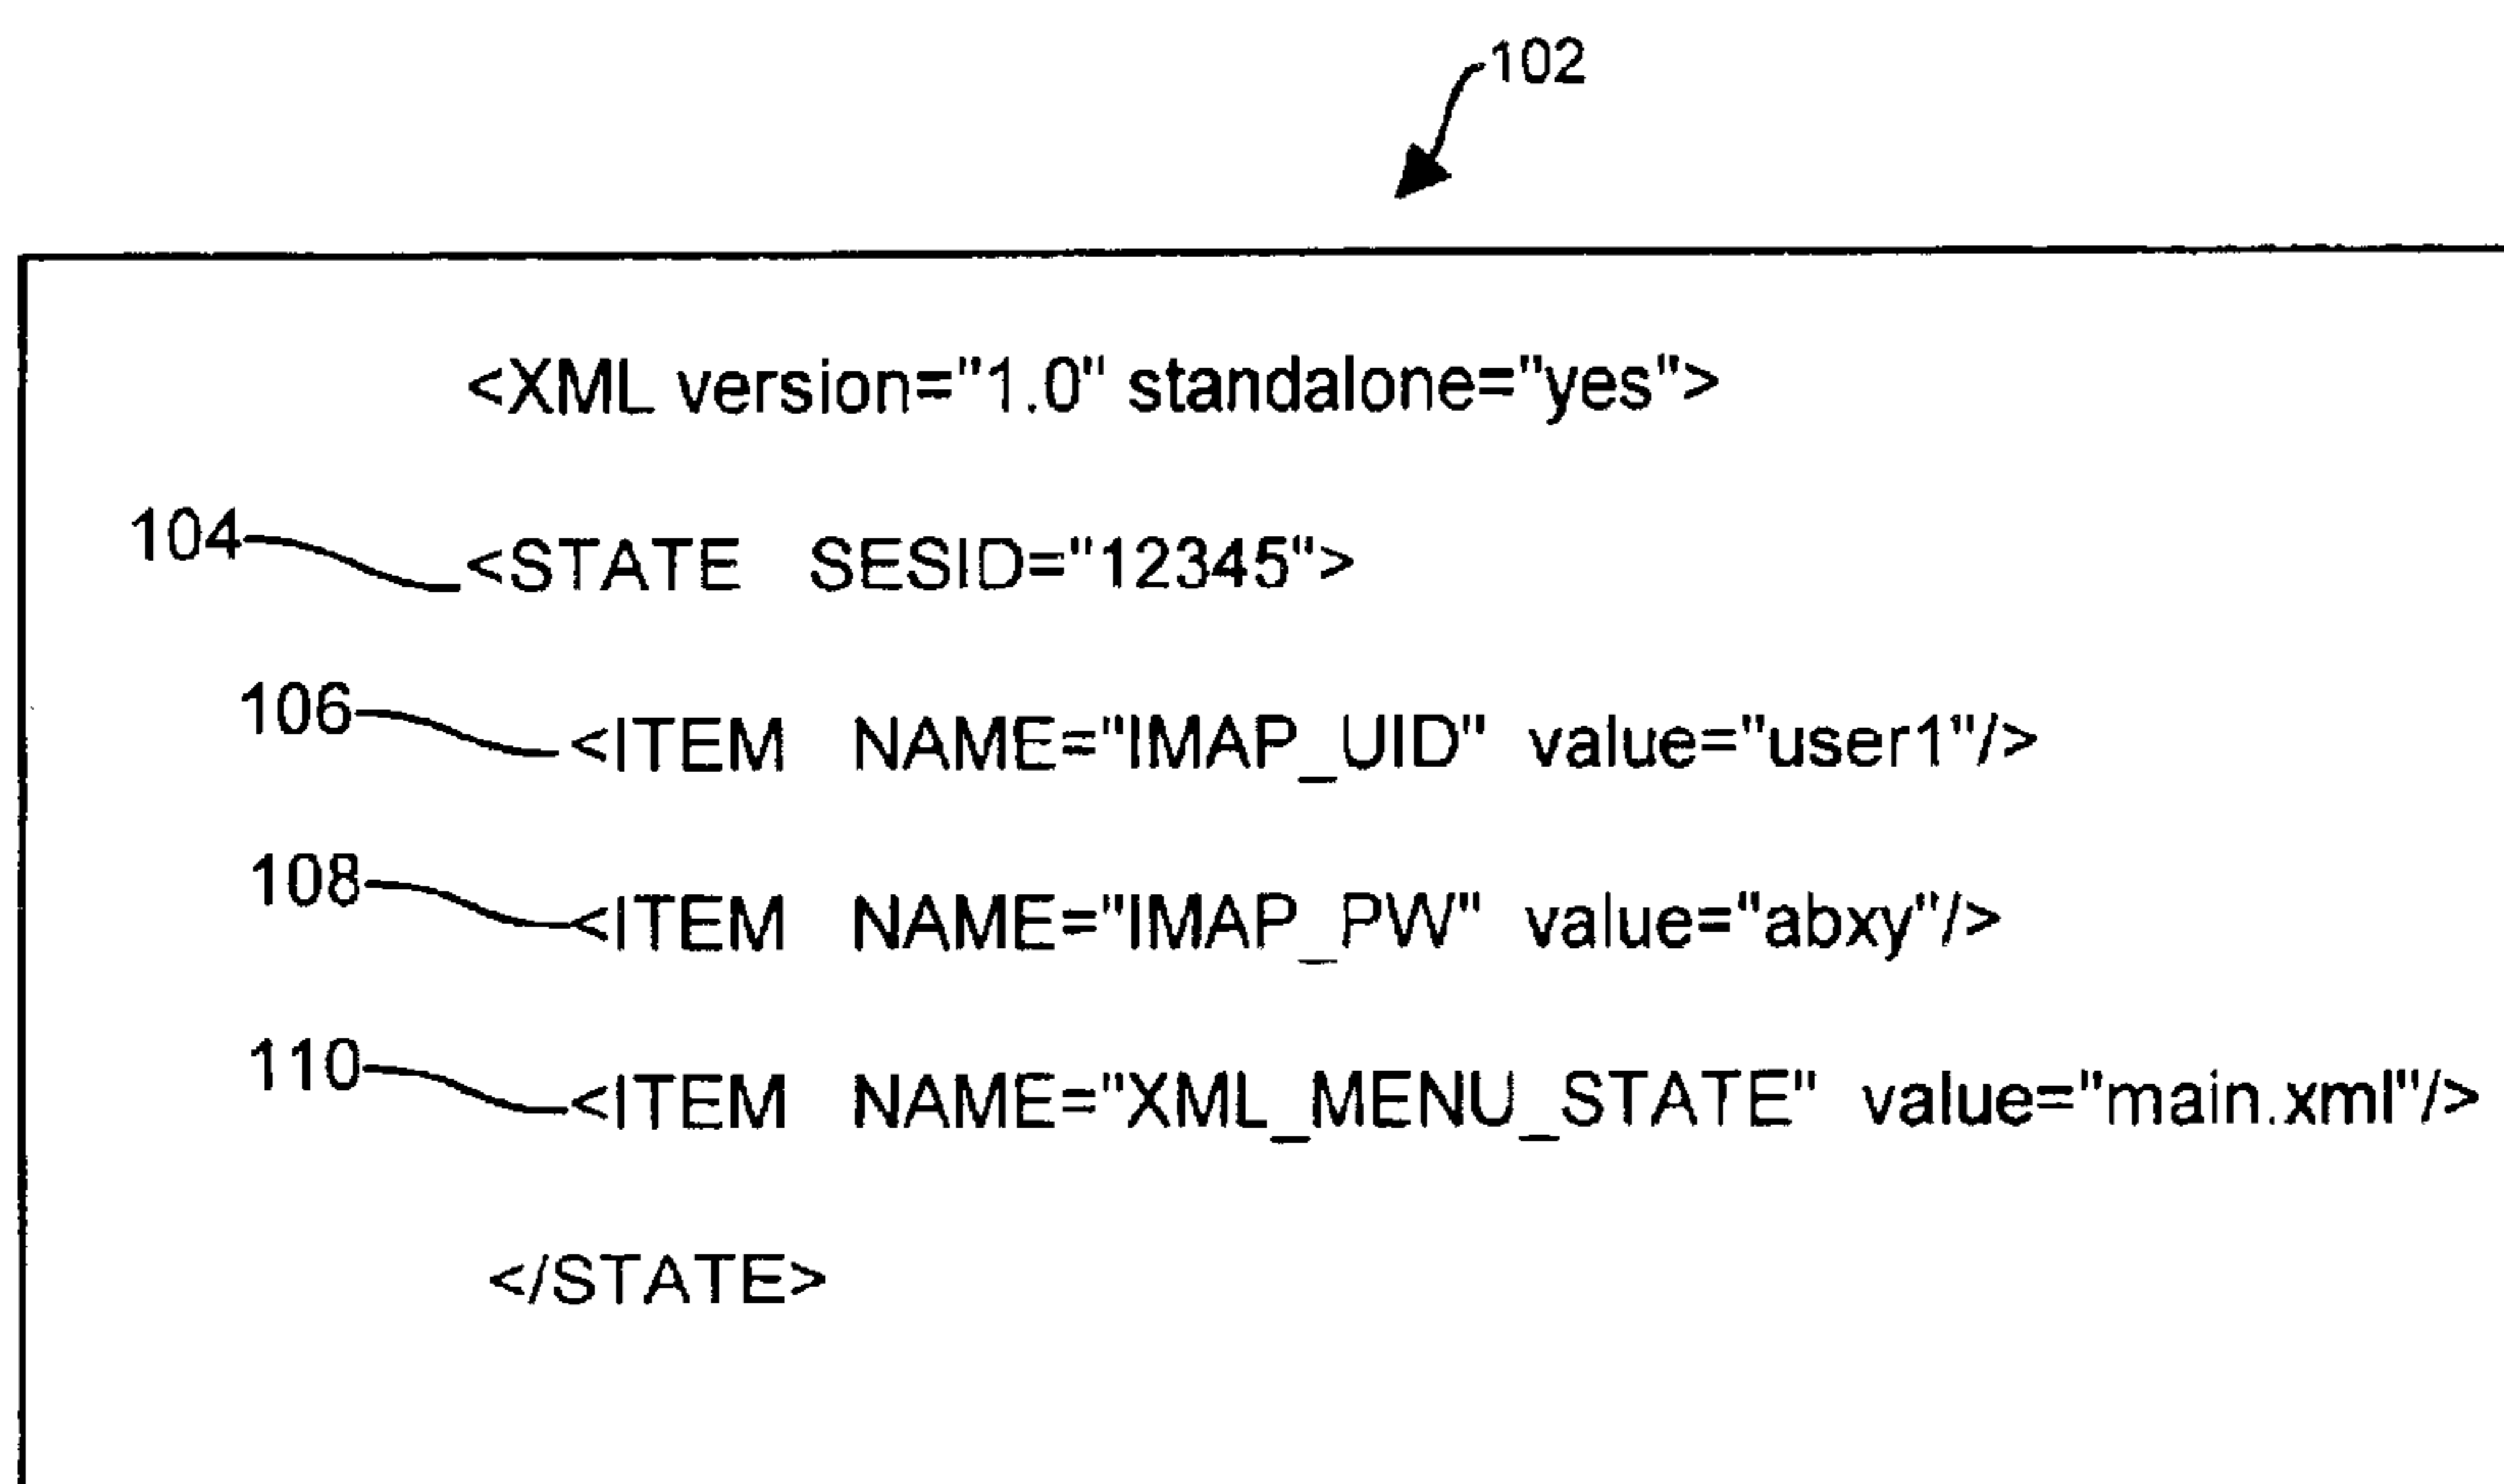 102
<XML version="1.0" standalone="yes">
104 <STATE SESID="12345">
106 <ITEM NAME="IMAP_UID" value="user1"/>
108 <ITEM NAME="IMAP_PW" value="abxy"/>
110 <ITEM NAME="XML_MENU_STATE" value="main.xml"/>
</STATE>